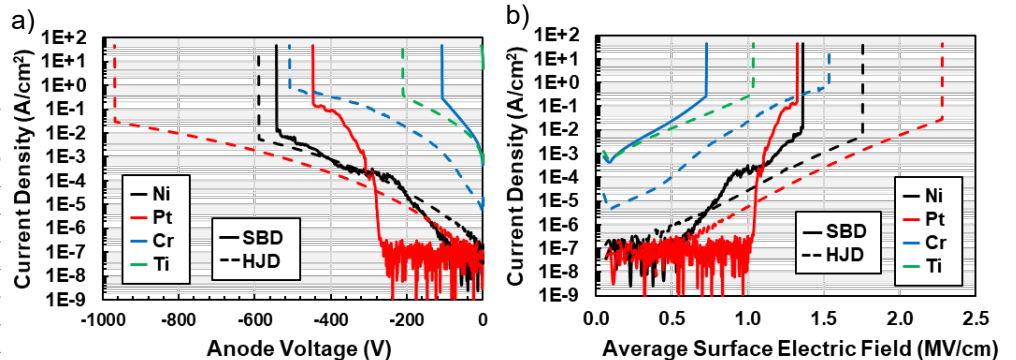 a)
Current Density (A/cm²)
1E+2
1E+1
1E+0
1E-1
1E-2
1E-3
1E-4
1E-5
1E-6
1E-7
1E-8
1E-9
Ni
Pt
Cr
Ti
SBD
HJD
-1000 -800 -600 -400 -200 0
Anode Voltage (V)
b)
Current Density (A/cm²)
1E+2
1E+1
1E+0
1E-1
1E-2
1E-3
1E-4
1E-5
1E-6
1E-7
1E-8
1E-9
SBD
HJD
Ni
Pt
Cr
Ti
0.0 0.5 1.0 1.5 2.0 2.5
Average Surface Electric Field (MV/cm)